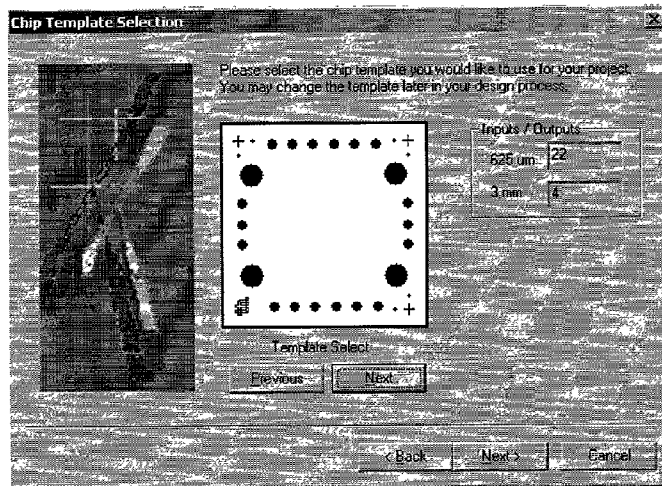 Chip Template Selection
Please select the chip template you would like to use for your project.
You may change the template later in your design process.
Inputs / Outputs
625 um 22
3 mm 4
Template Select
Previous Next
< Back Next > Cancel